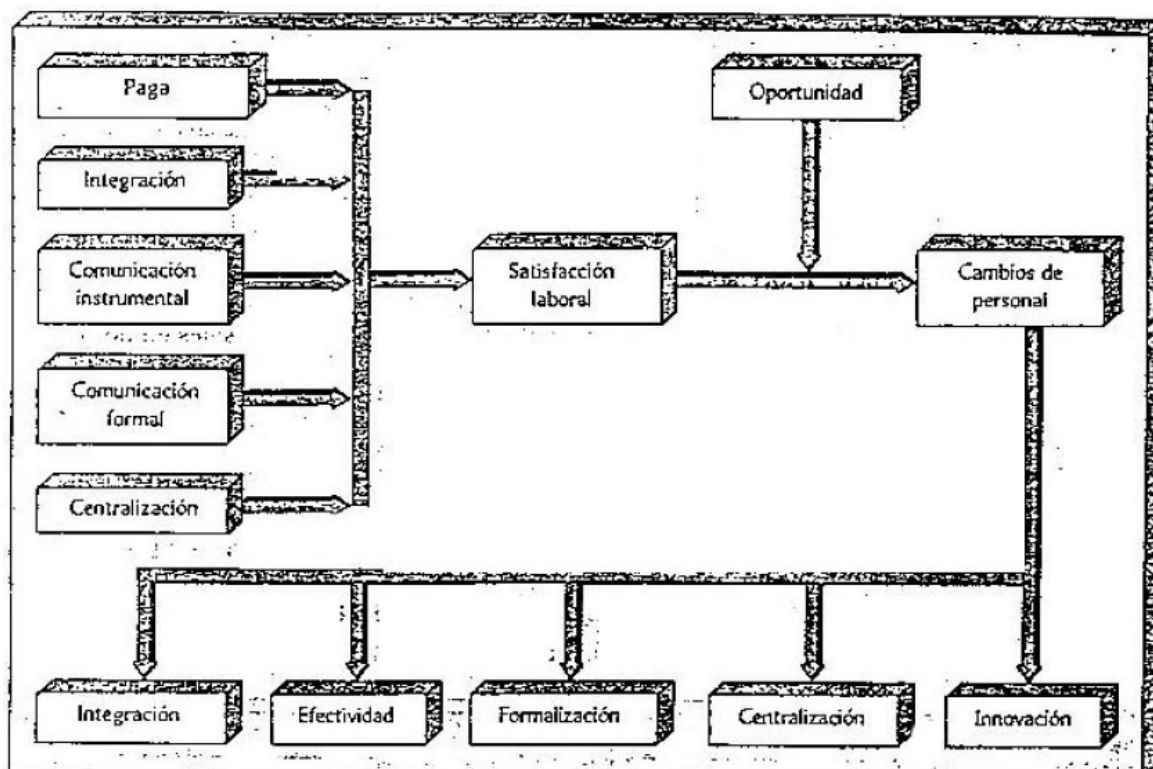 Paga
Oportunidad
Integración
Comunicación
instrumental
Satisfacción
laboral
Cambios de
personal
Comunicación
formal
Centralización
Integración
Efectividad
Formalización
Centralización
Innovación